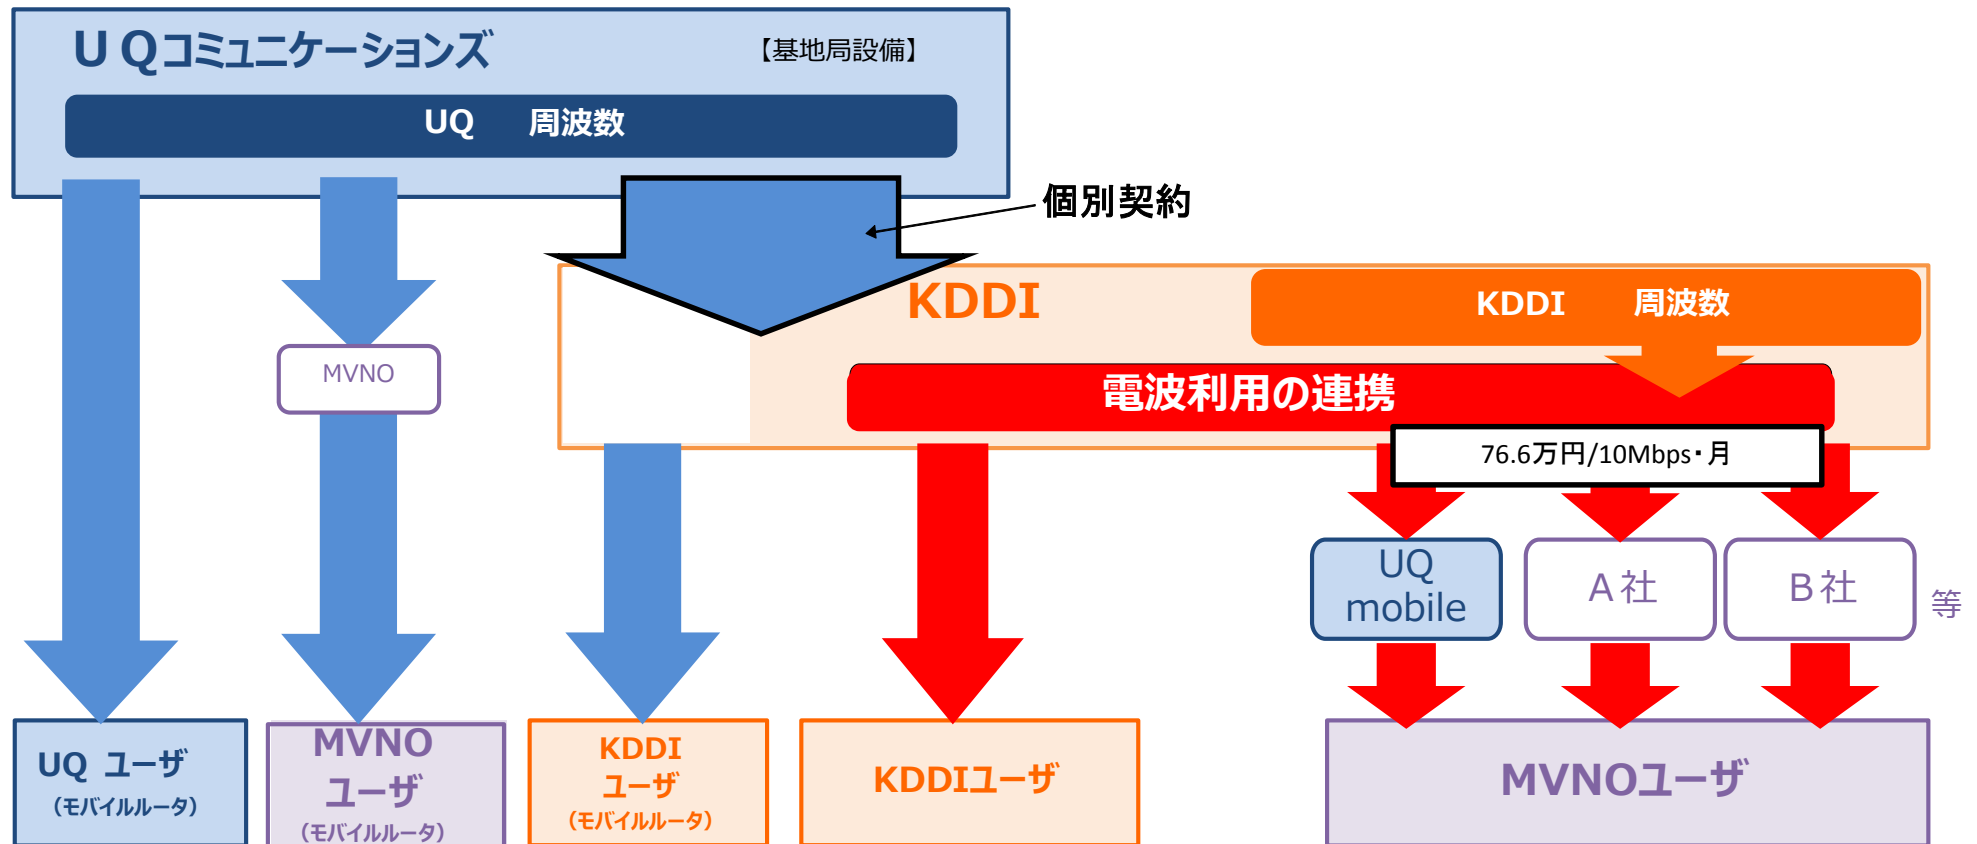 UQコミュニケーションズ
【基地局設備】
UQ 周波数
個別契約
KDDI
KDDI 周波数
MVNO
電波利用の連携
76.6万円/10Mbps・月
UQ
mobile
A社
B社
等
UQ ユーザ
（モバイルルータ）
MVNO
ユーザ
（モバイルルータ）
KDDI
ユーザ
（モバイルルータ）
KDDIユーザ
MVNOユーザ